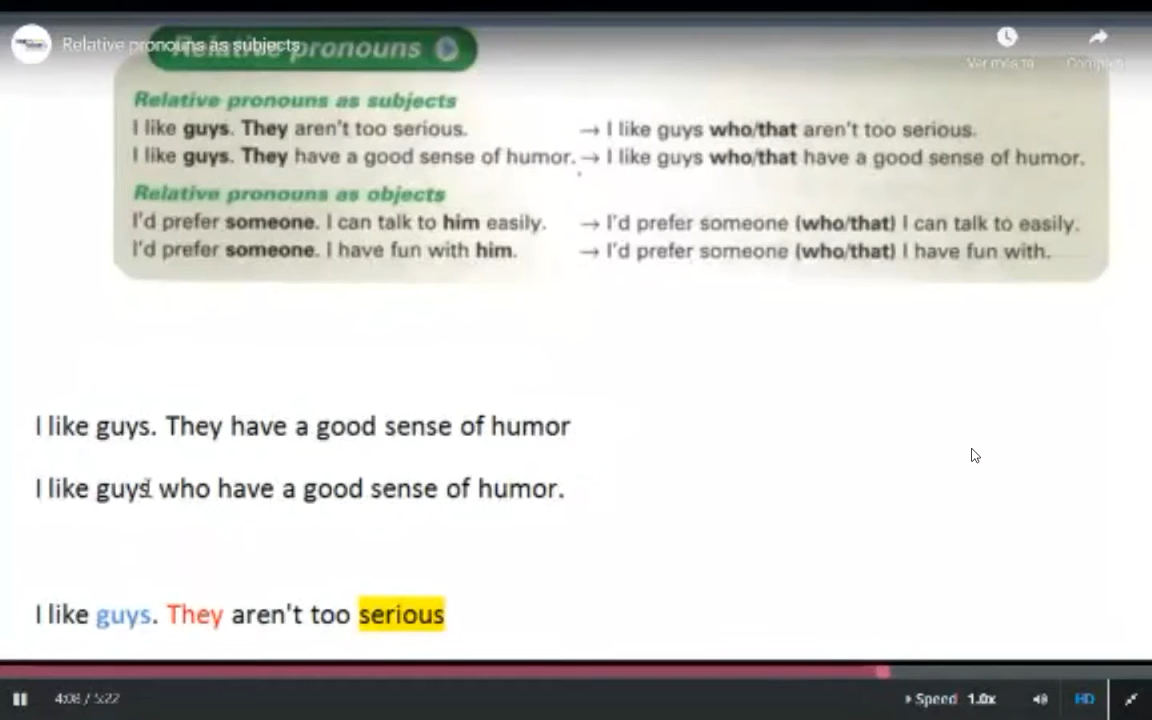 Relative pronouns as subjects
Relative pronouns
Relative pronouns as subjects
I like guys. They aren't too serious. → I like guys who/that aren't too serious.
I like guys. They have a good sense of humor. → I like guys who/that have a good sense of humor.
Relative pronouns as objects
I'd prefer someone. I can talk to him easily. → I'd prefer someone (who/that) I can talk to easily.
I'd prefer someone. I have fun with him. → I'd prefer someone (who/that) I have fun with.
I like guys. They have a good sense of humor
I like guys who have a good sense of humor.
I like guys. They aren't too serious
4:08 / 5:22
Speed 1.0x
HD